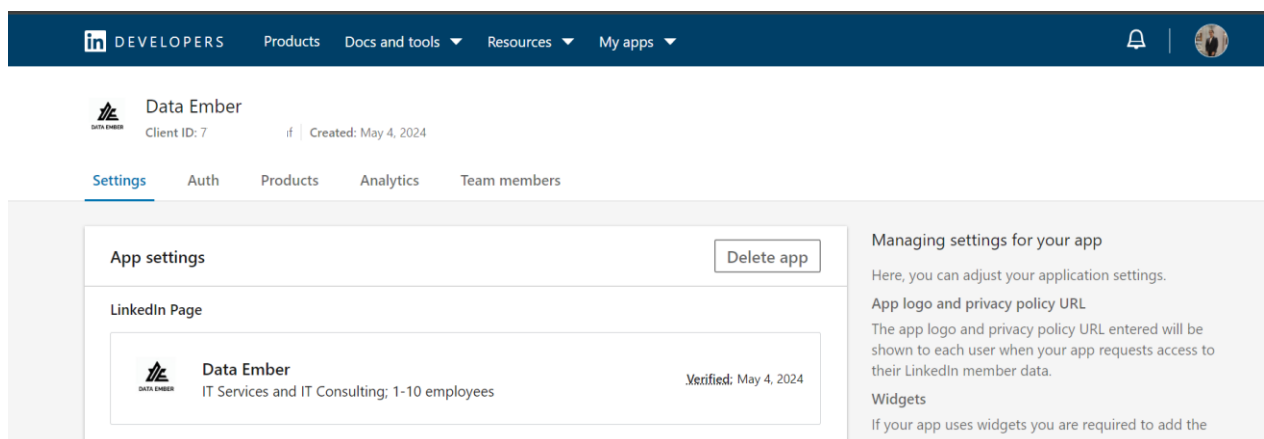 in DEVELOPERS Products Docs and tools Resources My apps
Data Ember
DATA EMBER
Client ID: 7 if Created: May 4, 2024
Settings Auth Products Analytics Team members
App settings
Delete app
LinkedIn Page
Data Ember
DATA EMBER
IT Services and IT Consulting; 1-10 employees
Verified: May 4, 2024
Managing settings for your app
Here, you can adjust your application settings.
App logo and privacy policy URL
The app logo and privacy policy URL entered will be
shown to each user when your app requests access to
their LinkedIn member data.
Widgets
If your app uses widgets you are required to add the